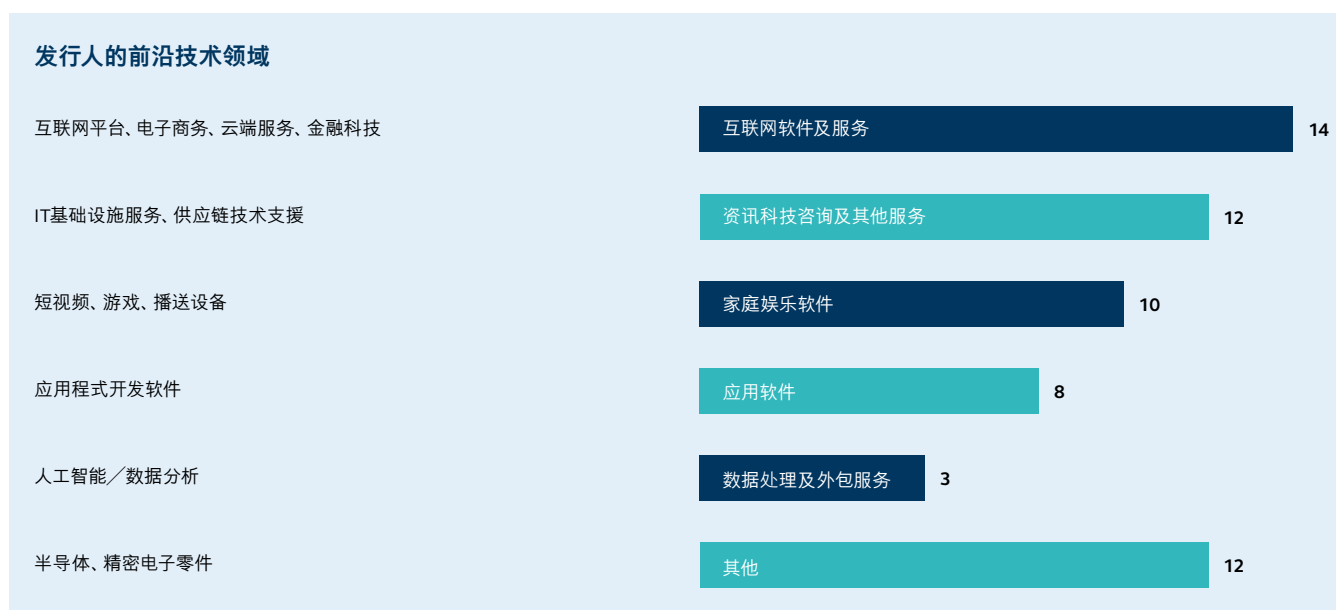 发行人的前沿技术领域
互联网平台、电子商务、云端服务、金融科技
互联网软件及服务
14
IT基础设施服务、供应链技术支援
资讯科技咨询及其他服务
12
短视频、游戏、播送设备
家庭娱乐软件
10
应用程式开发软件
应用软件
8
人工智能／数据分析
数据处理及外包服务
3
半导体、精密电子零件
其他
12